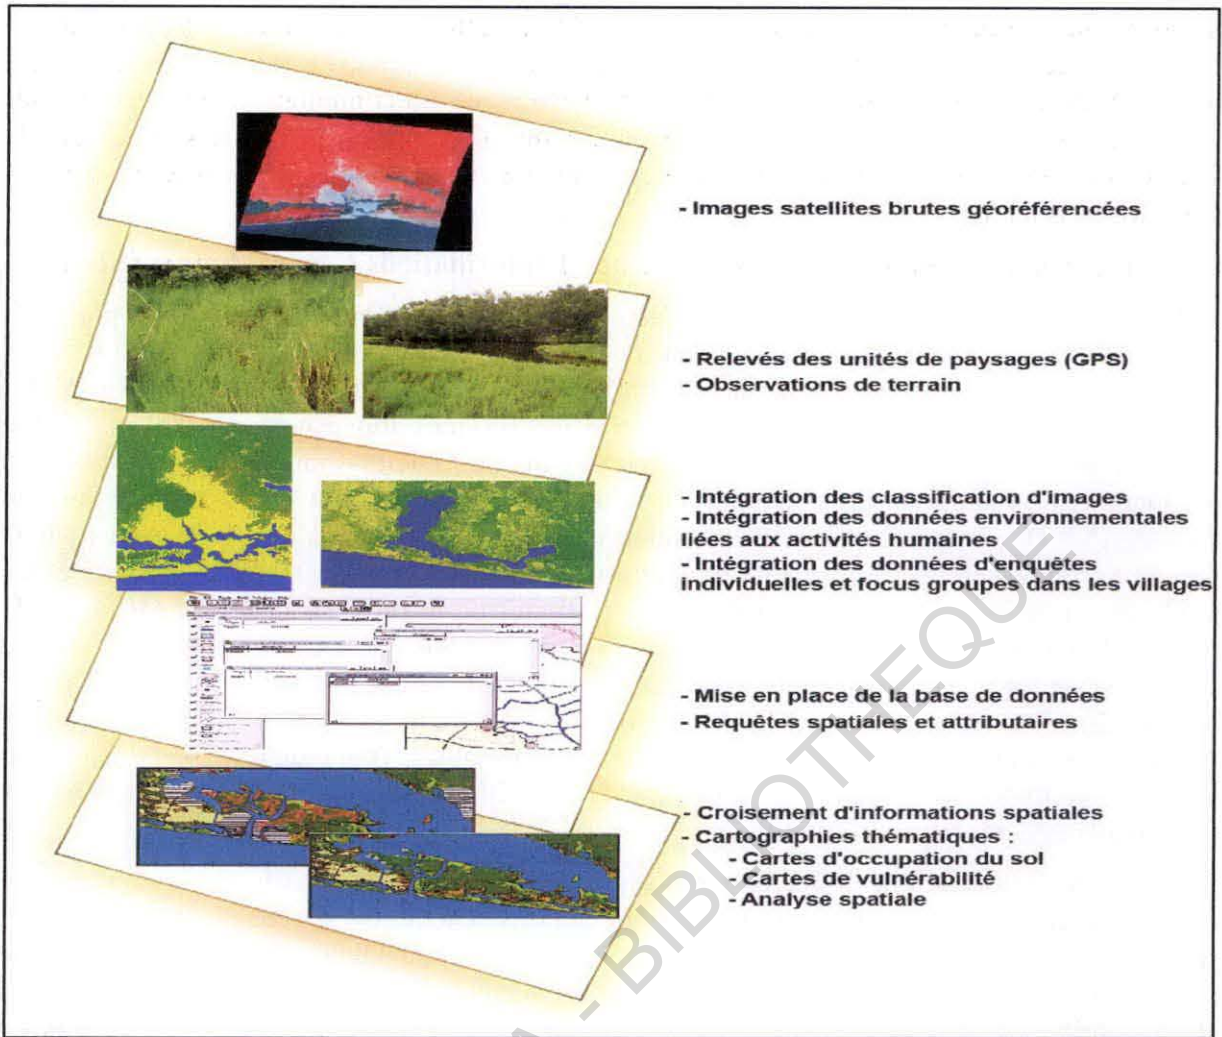 - Images satellites brutes géoréférencées
- Relevés des unités de paysages (GPS)
- Observations de terrain
- Intégration des classification d'images
- Intégration des données environnementales
liées aux activités humaines
- Intégration des données d'enquêtes
individuelles et focus groupes dans les villages
- Mise en place de la base de données
- Requêtes spatiales et attributaires
- Croisement d'informations spatiales
- Cartographies thématiques :
- Cartes d'occupation du sol
- Cartes de vulnérabilité
- Analyse spatiale
- BIBLIOTHEQUE